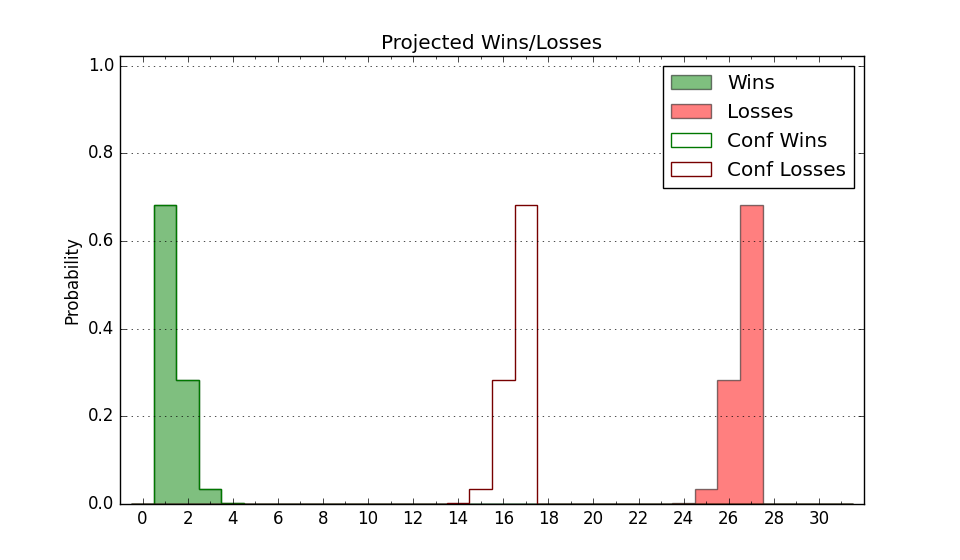 Projected Wins/Losses
1.0
0.8
0.6
0.4
0.2
0.0
Probability
Wins
Losses
Conf Wins
Conf Losses
0 2 4 6 8 10 12 14 16 18 20 22 24 26 28 30